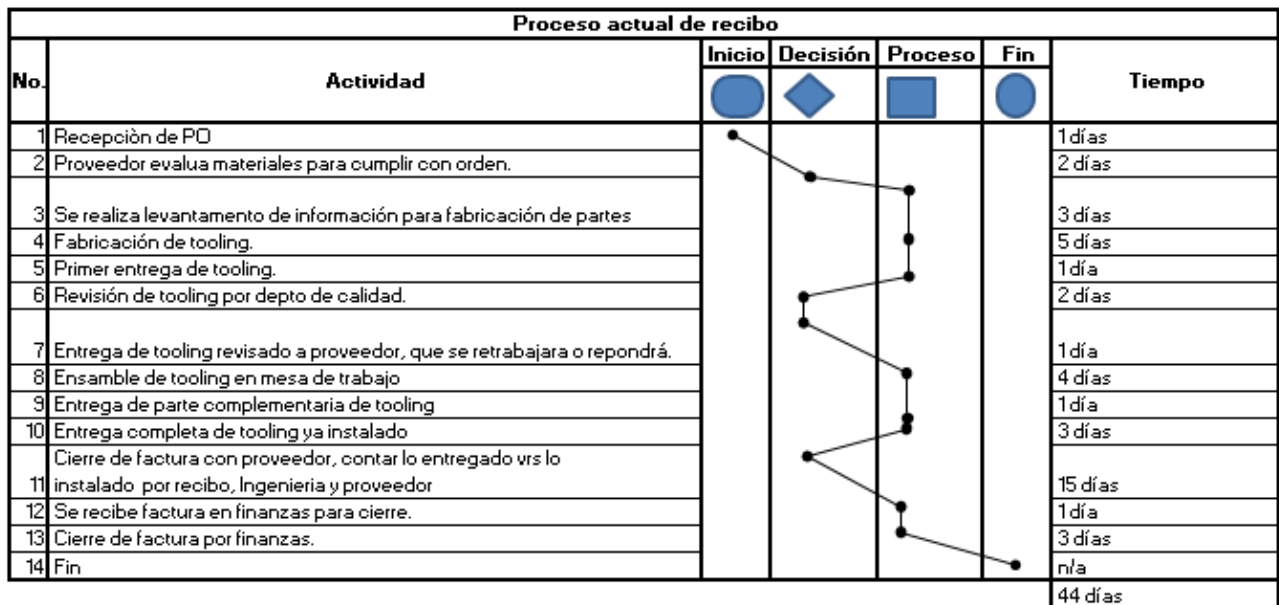 Proceso actual de recibo
No. Actividad Inicio Decisión Proceso Fin Tiempo
1 Recepciòn de PO 1 días
2 Proveedor evalua materiales para cumplir con orden. 2 días
3 Se realiza levantamento de información para fabricación de partes 3 días
4 Fabricación de tooling. 5 días
5 Primer entrega de tooling. 1 día
6 Revisión de tooling por depto de calidad. 2 días
7 Entrega de tooling revisado a proveedor, que se retrabajara o repondrá. 1 día
8 Ensamble de tooling en mesa de trabajo 4 días
9 Entrega de parte complementaria de tooling 1 día
10 Entrega completa de tooling ya instalado 3 días
Cierre de factura con proveedor, contar lo entregado vrs lo
11 instalado por recibo, Ingenieria y proveedor 15 días
12 Se recibe factura en finanzas para cierre. 1 día
13 Cierre de factura por finanzas. 3 días
14 Fin n/a
44 días